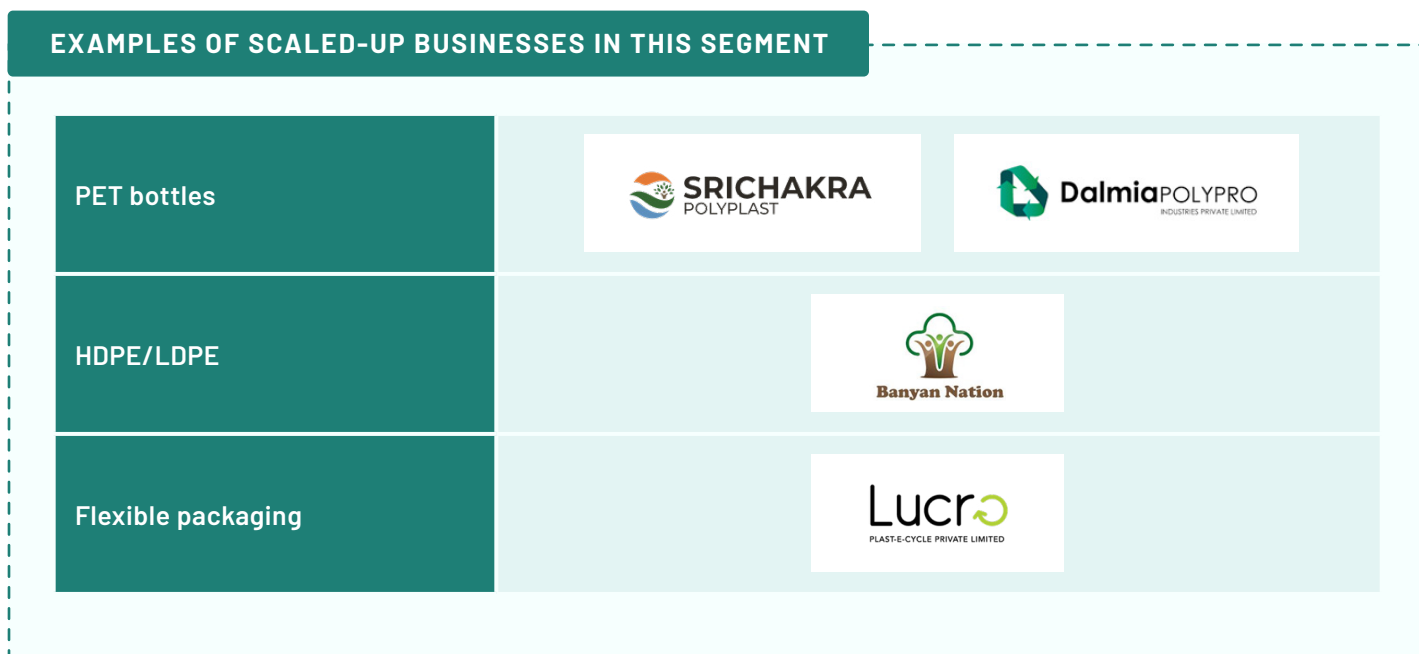 EXAMPLES OF SCALED-UP BUSINESSES IN THIS SEGMENT
PET bottles
SRICHAKRA
POLYPLAST
DalmiaPOLYPRO
INDUSTRIES PRIVATE LIMITED
HDPE/LDPE
Banyan Nation
Flexible packaging
Lucro
PLAST-E-CYCLE PRIVATE LIMITED